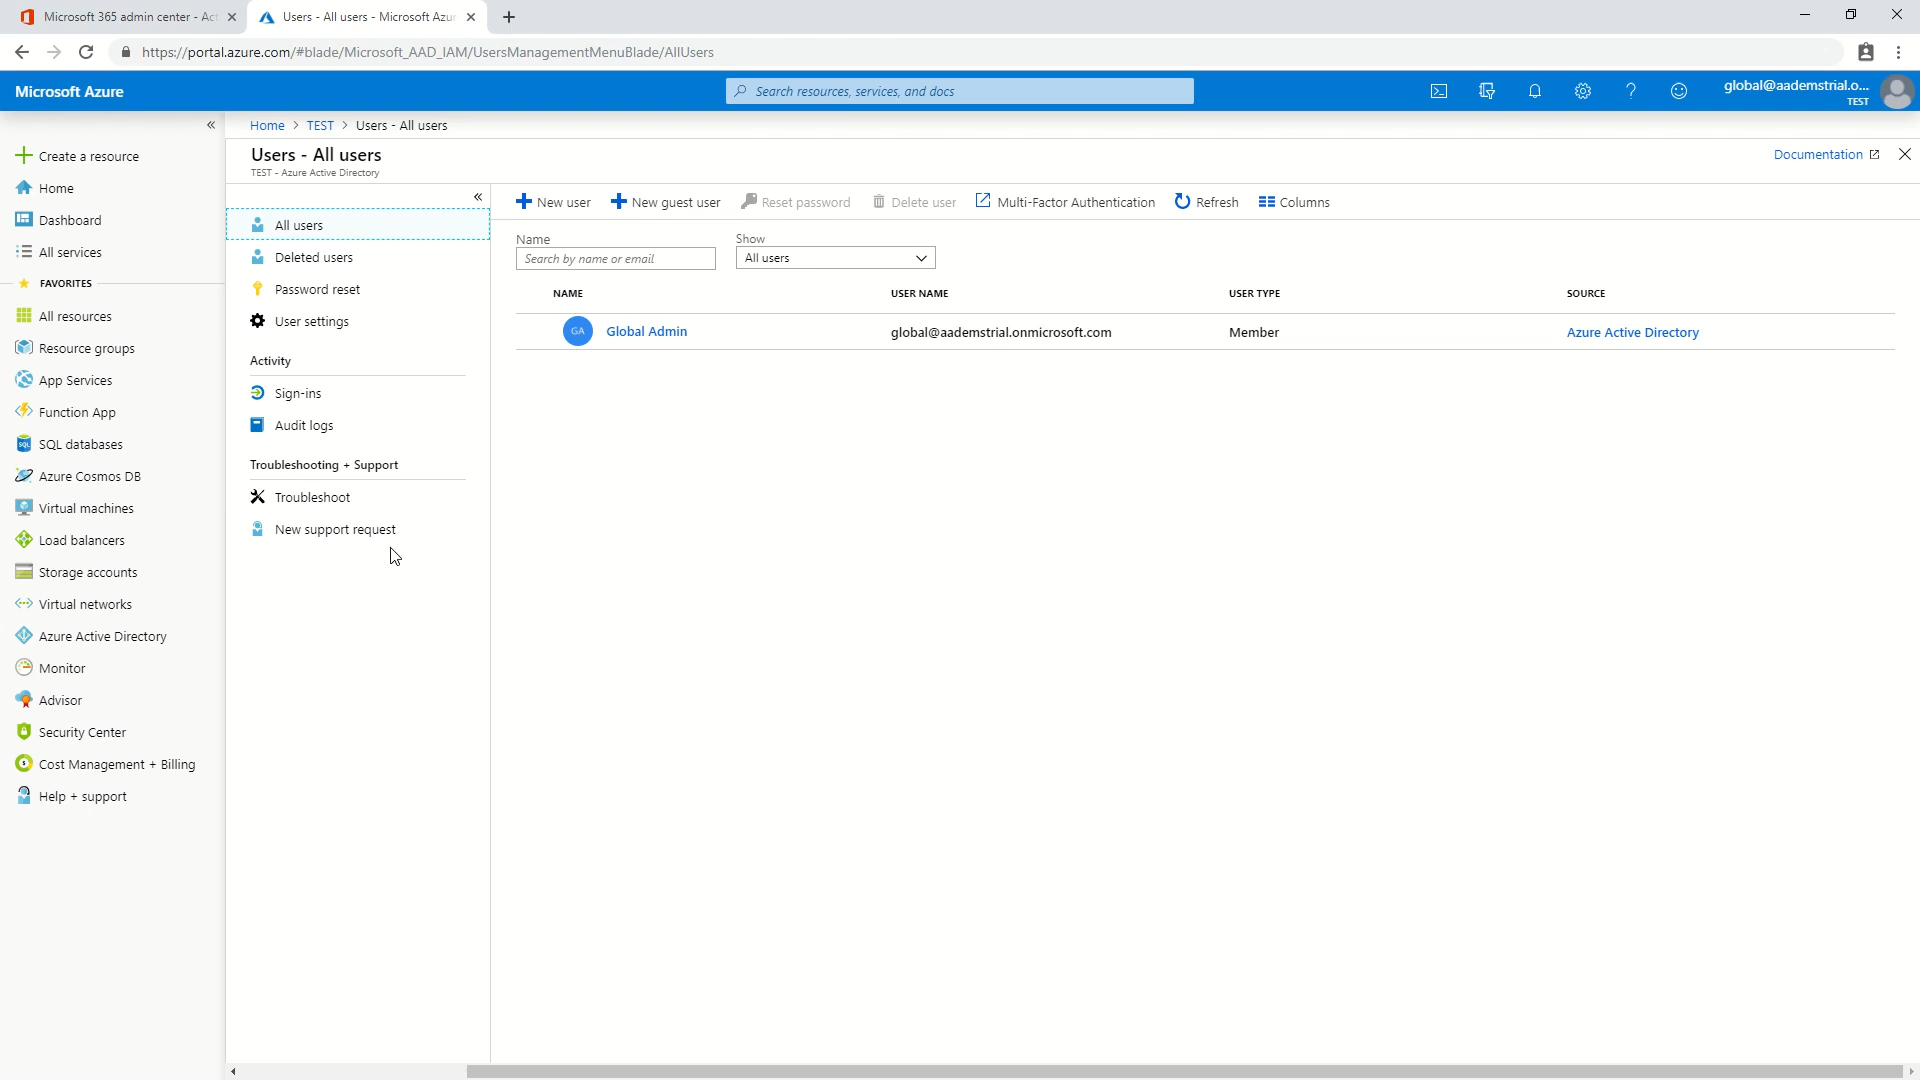 Microsoft 365 admin center - Act
Users - All users - Microsoft Azur
https://portal.azure.com/#blade/Microsoft_AAD_IAM/UsersManagementMenuBlade/AllUsers
Microsoft Azure
Search resources, services, and docs
global@aademstrial.o...
TEST
Create a resource
Home
Dashboard
All services
FAVORITES
All resources
Resource groups
App Services
Function App
SQL databases
Azure Cosmos DB
Virtual machines
Load balancers
Storage accounts
Virtual networks
Azure Active Directory
Monitor
Advisor
Security Center
Cost Management + Billing
Help + support
Home > TEST > Users - All users
Users - All users
TEST - Azure Active Directory
Documentation
All users
Deleted users
Password reset
User settings
Activity
Sign-ins
Audit logs
Troubleshooting + Support
Troubleshoot
New support request
New user New guest user Reset password Delete user Multi-Factor Authentication Refresh Columns
Name
Search by name or email
Show
All users
NAME USER NAME USER TYPE SOURCE
GA Global Admin global@aademstrial.onmicrosoft.com Member Azure Active Directory